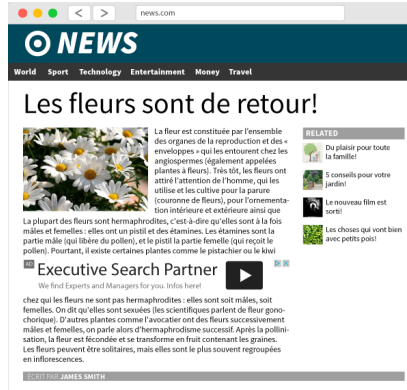 news.com
NEWS
World Sport Technology Entertainment Money Travel
Les fleurs sont de retour!
La fleur est constituée par l'ensemble
des organes de la reproduction et des «
enveloppes » qui les entourent chez les
angiospermes (également appelées
plantes à fleurs). Très tôt, les fleurs ont
attiré l'attention de l'homme, qui les
utilise et les cultive pour la parure
(couronne de fleurs), pour l'ornementa-
tion intérieure et extérieure ainsi que
La plupart des fleurs sont hermaphrodites, c'est-à-dire qu'elles sont à la fois
mâles et femelles : elles ont un pistil et des étamines. Les étamines sont la
partie mâle (qui libère du pollen), et le pistil la partie femelle (qui reçoit le
pollen). Pourtant, il existe certaines plantes comme le pistachier ou le kiwi
AD
Executive Search Partner
We find Experts and Managers for you. Infos here!
chez qui les fleurs ne sont pas hermaphrodites : elles sont soit mâles, soit
femelles. On dit qu'elles sont sexuées (les scientifiques parlent de fleur gono-
chorique). D'autres plantes comme l'avocatier ont des fleurs successivement
mâles et femelles, on parle alors d'hermaphrodisme successif. Après la pollini-
sation, la fleur est fécondée et se transforme en fruit contenant les graines.
Les fleurs peuvent être solitaires, mais elles sont le plus souvent regroupées
en inflorescences.
ÉCRIT PAR JAMES SMITH
RELATED
Du plaisir pour toute
la famille!
5 conseils pour votre
jardin!
Le nouveau film est
sorti!
Les choses qui vont bien
avec petits pois!